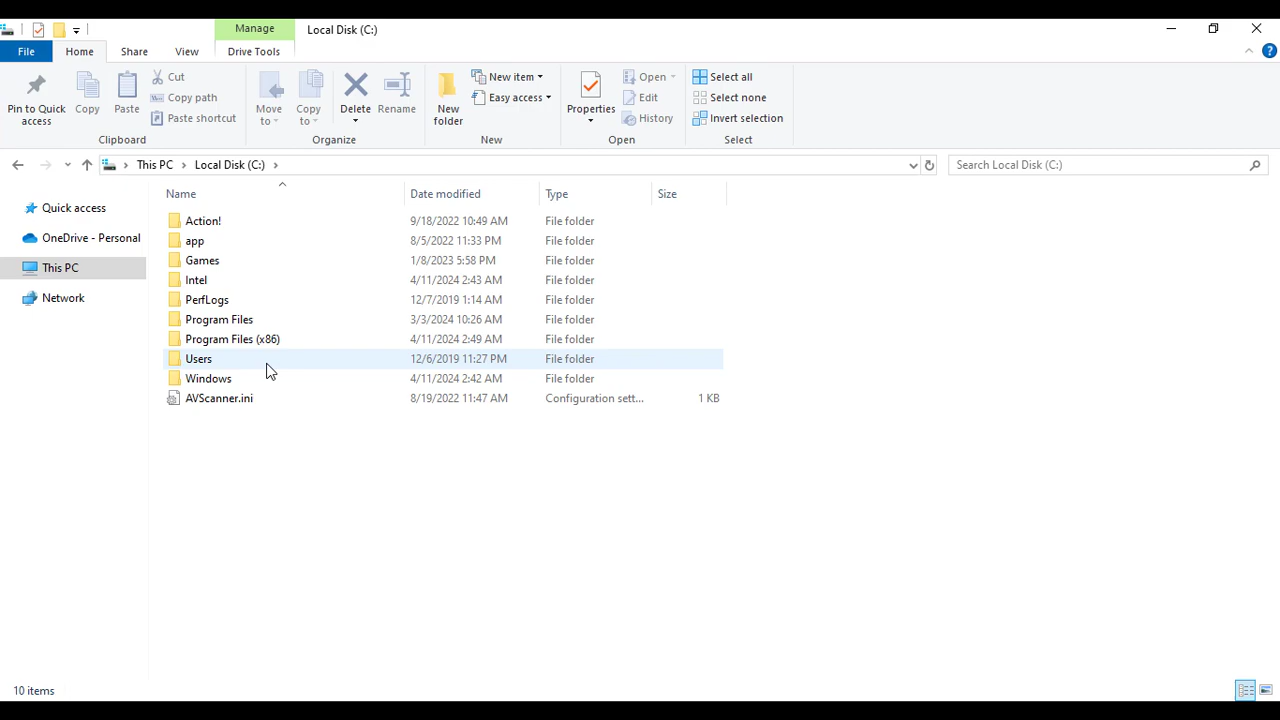 Manage Local Disk (C:)
File Home Share View Drive Tools
Pin to Quick access
Copy
Paste
Cut
Copy path
Paste shortcut
Clipboard
Move to
Copy to
Delete
Rename
Organize
New folder
New item
Easy access
New
Properties
Open
Edit
History
Open
Select all
Select none
Invert selection
Select
This PC Local Disk (C:)
Search Local Disk (C:)
Quick access
OneDrive - Personal
This PC
Network
Name Date modified Type Size
Action! 9/18/2022 10:49 AM File folder
app 8/5/2022 11:33 PM File folder
Games 1/8/2023 5:58 PM File folder
Intel 4/11/2024 2:43 AM File folder
PerfLogs 12/7/2019 1:14 AM File folder
Program Files 3/3/2024 10:26 AM File folder
Program Files (x86) 4/11/2024 2:49 AM File folder
Users 12/6/2019 11:27 PM File folder
Windows 4/11/2024 2:42 AM File folder
AVScanner.ini 8/19/2022 11:47 AM Configuration sett... 1 KB
10 items